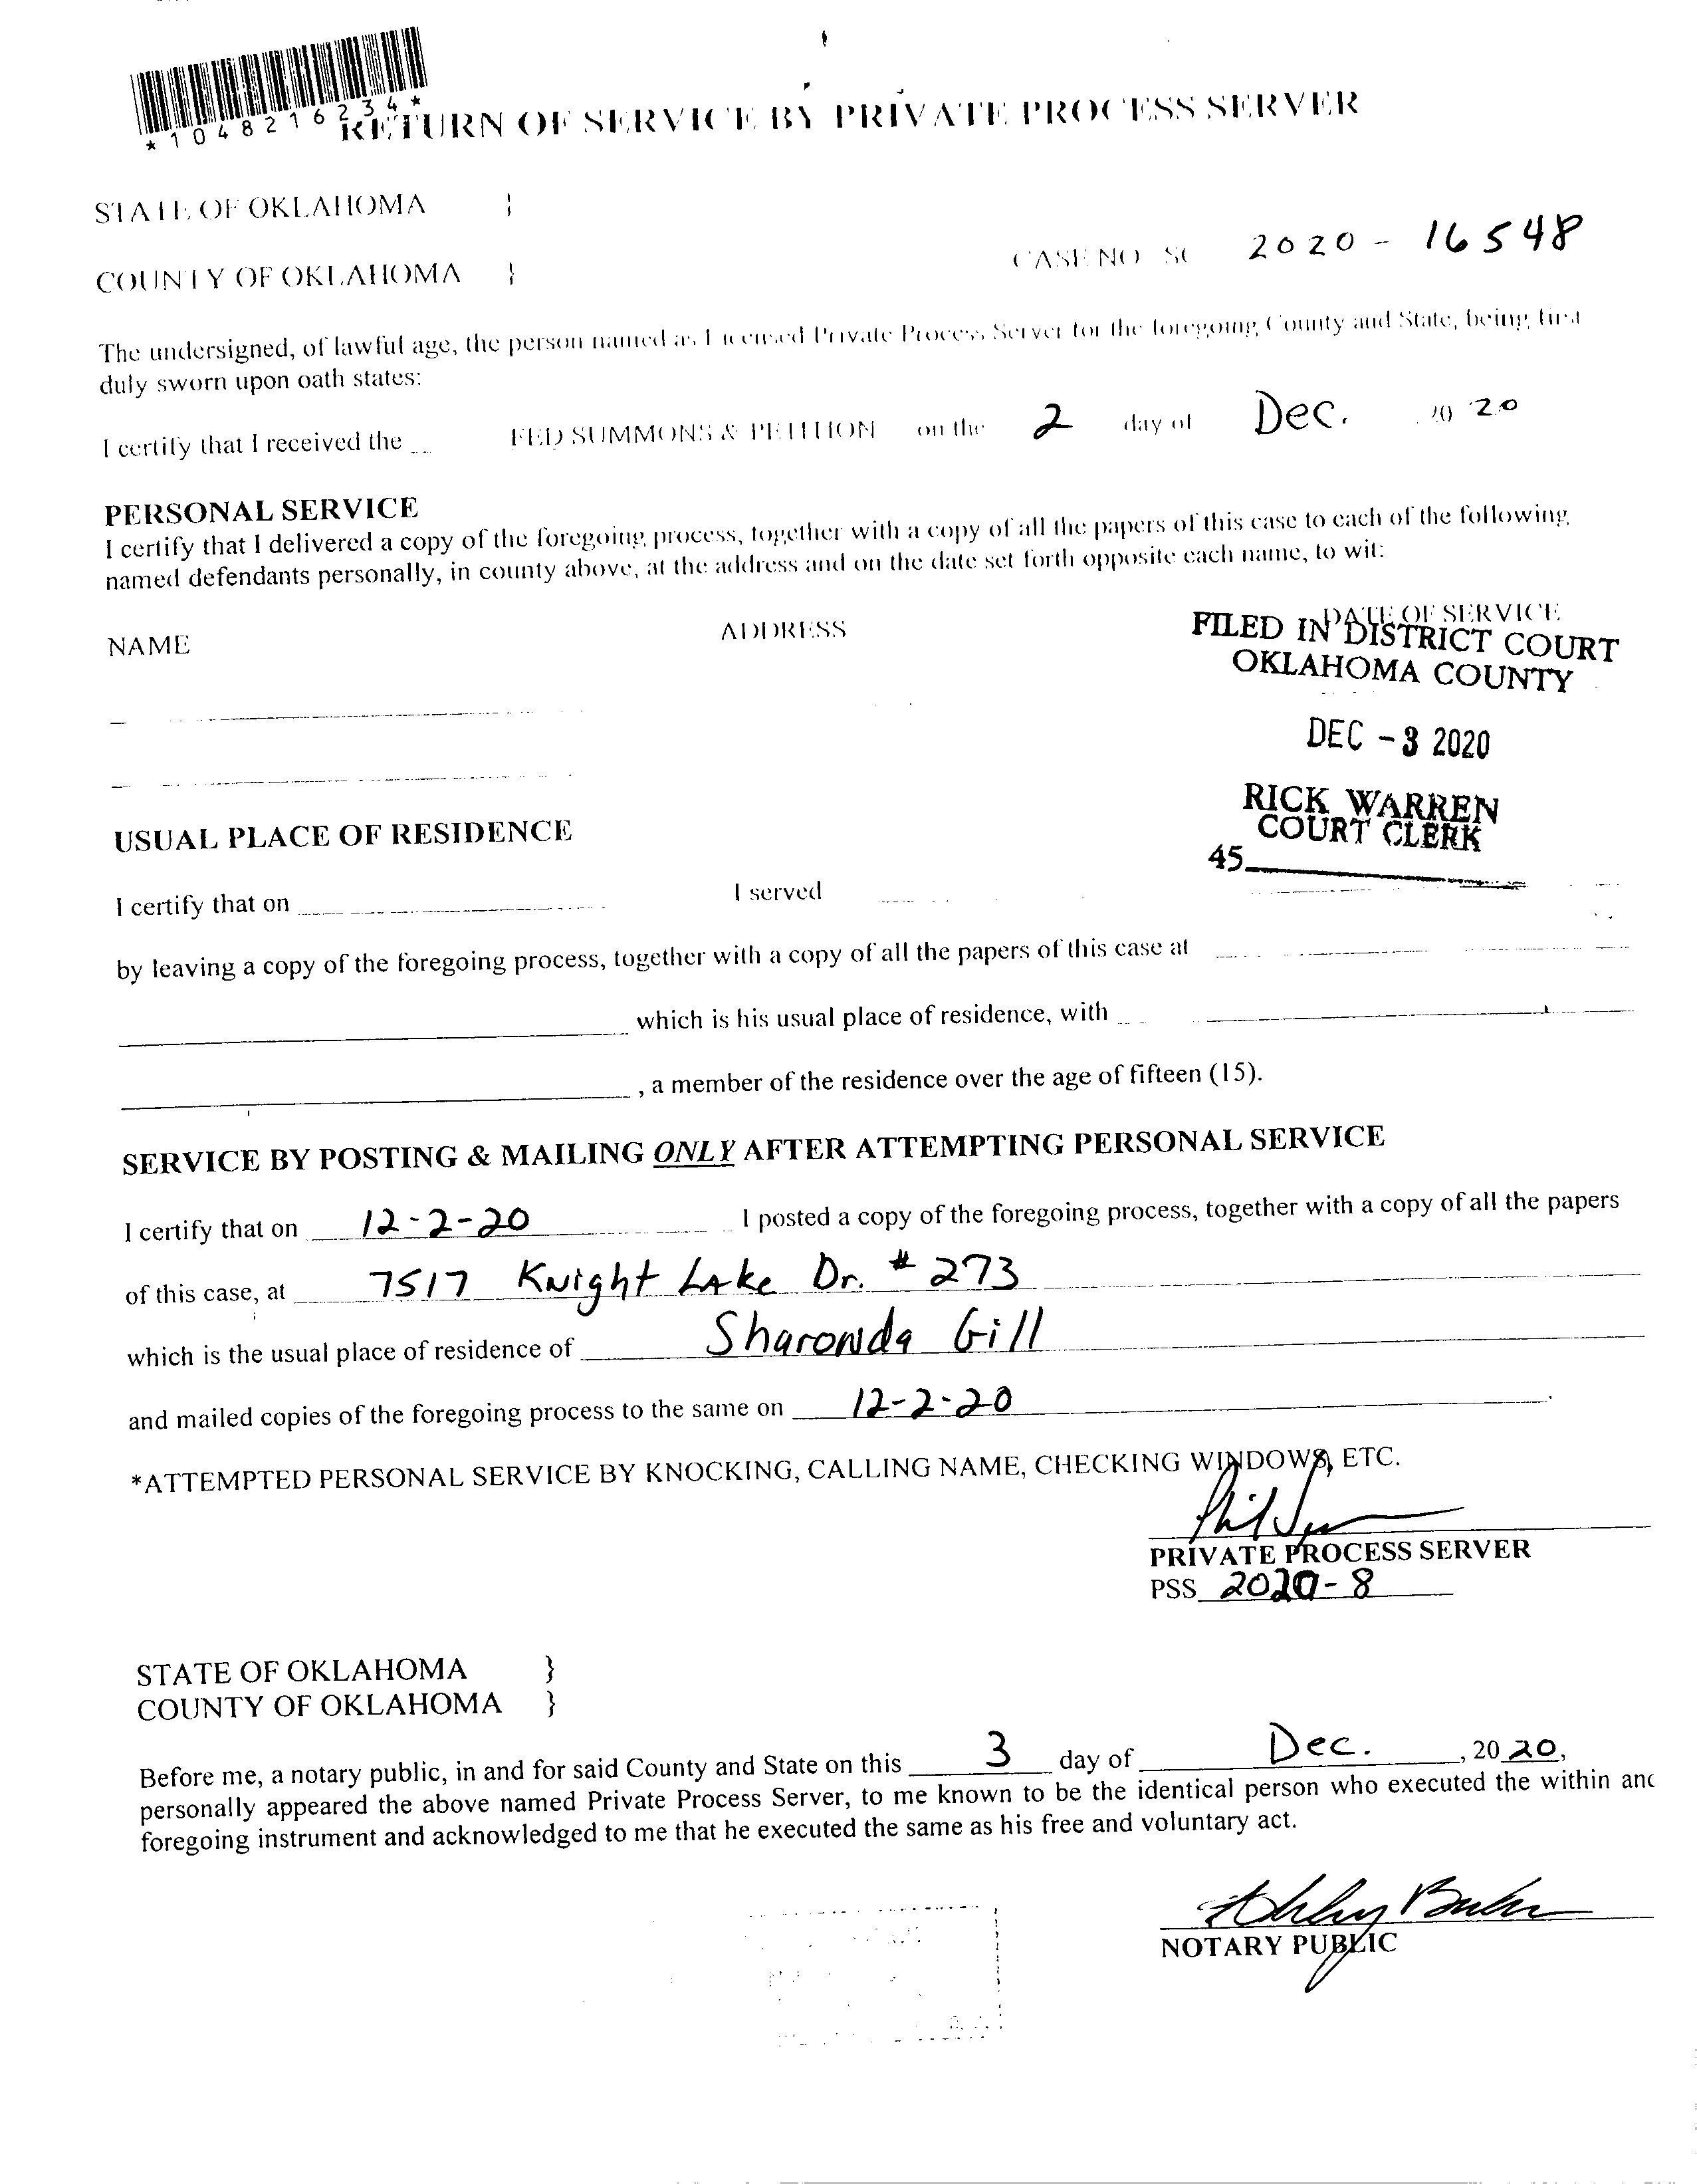 *1048216234*
RETURN OF SERVICE BY PRIVATE PROCESS SERVER
STATE OF OKLAHOMA }
CASE NO SC 2020 - 16548
COUNTY OF OKLAHOMA }
The undersigned, of lawful age, the person named as Licensed Private Process Server for the foregoing County and State, being first
duly sworn upon oath states:
I certify that I received the FED SUMMONS & PETITION on the 2 day of Dec. 20 20
PERSONAL SERVICE
I certify that I delivered a copy of the foregoing process, together with a copy of all the papers of this case to each of the following
named defendants personally, in county above, at the address and on the date set forth opposite each name, to wit:
NAME ADDRESS DATE OF SERVICE
FILED IN DISTRICT COURT
OKLAHOMA COUNTY
DEC - 3 2020
RICK WARREN
COURT CLERK
45
USUAL PLACE OF RESIDENCE
I certify that on I served
by leaving a copy of the foregoing process, together with a copy of all the papers of this case at
which is his usual place of residence, with
, a member of the residence over the age of fifteen (15).
SERVICE BY POSTING & MAILING ONLY AFTER ATTEMPTING PERSONAL SERVICE
I certify that on 12-2-20 I posted a copy of the foregoing process, together with a copy of all the papers
of this case, at 7517 Knight Lake Dr. # 273
which is the usual place of residence of Sharonda Gill
and mailed copies of the foregoing process to the same on 12-2-20.
*ATTEMPTED PERSONAL SERVICE BY KNOCKING, CALLING NAME, CHECKING WINDOWS, ETC.
PRIVATE PROCESS SERVER
PSS 2020-8
STATE OF OKLAHOMA }
COUNTY OF OKLAHOMA }
Before me, a notary public, in and for said County and State on this 3 day of Dec. , 20 20,
personally appeared the above named Private Process Server, to me known to be the identical person who executed the within and
foregoing instrument and acknowledged to me that he executed the same as his free and voluntary act.
NOTARY PUBLIC